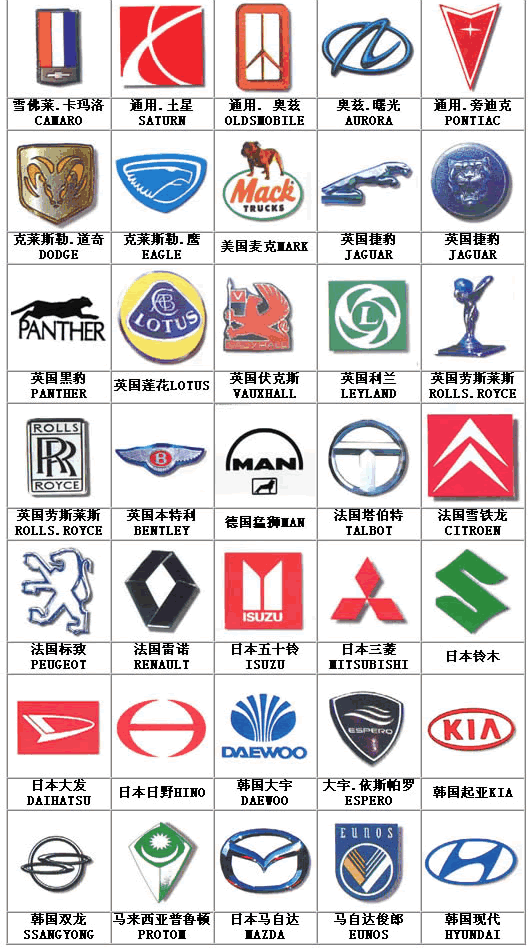 雪佛莱.卡玛洛
CAMARO
通用.土星
SATURN
通用. 奥兹
OLDSMOBILE
奥兹.曙光
AURORA
通用.旁迪克
PONTIAC
Mack
TRUCKS
克莱斯勒.道奇
DODGE
克莱斯勒.鹰
EAGLE
美国麦克MARK
英国捷豹
JAGUAR
英国捷豹
JAGUAR
PANTHER
LOTUS
V
L
英国黑豹
PANTHER
英国莲花LOTUS
英国伏克斯
VAUXHALL
英国利兰
LEYLAND
英国劳斯莱斯
ROLLS.ROYCE
ROLLS
RR
ROYCE
B
MAN
T
英国劳斯莱斯
ROLLS.ROYCE
英国本特利
BENTLEY
德国猛狮MAN
法国塔伯特
TALBOT
法国雪铁龙
CITROEN
ISUZU
法国标致
PEUGEOT
法国雷诺
RENAULT
日本五十铃
ISUZU
日本三菱
MITSUBISHI
日本铃木
DAEWOO
ESPERO
KIA
日本大发
DAIHATSU
日本日野HINO
韩国大宇
DAEWOO
大宇.依斯帕罗
ESPERO
韩国起亚KIA
EUNOS
韩国双龙
SSANGYONG
马来西亚普鲁顿
PROTOM
日本马自达
MAZDA
马自达俊郎
EUNOS
韩国现代
HYUNDAI